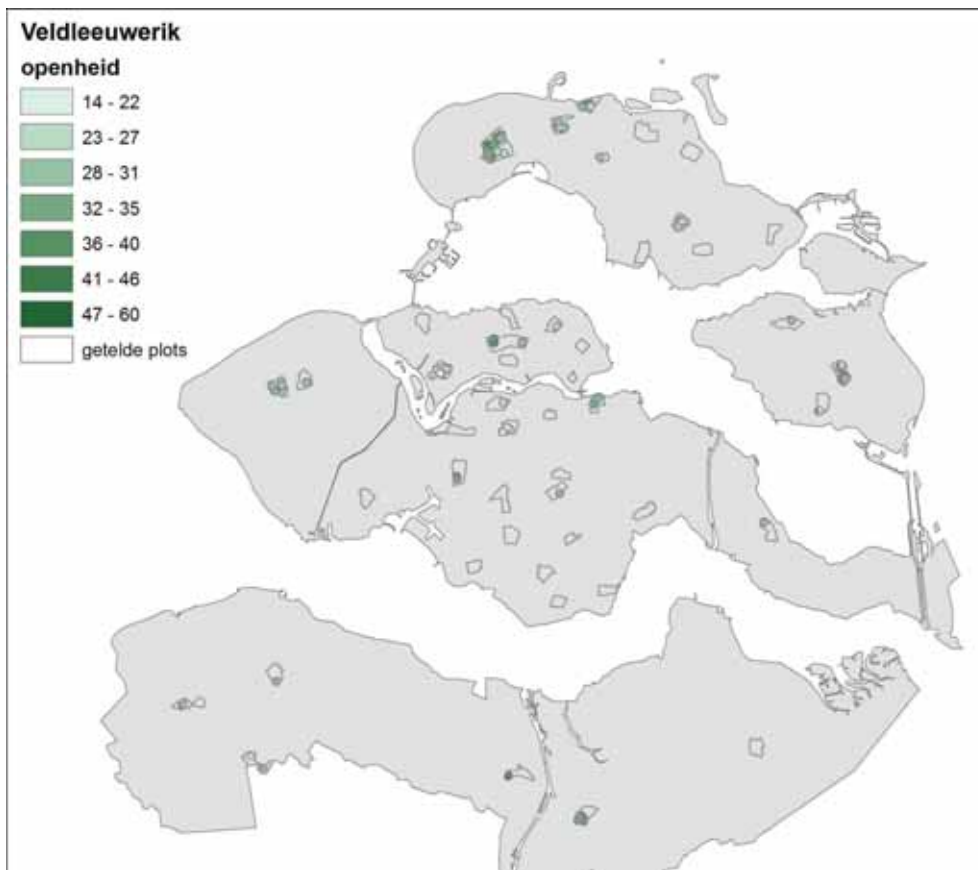 Veldleeuwerik
openheid
14 - 22
23 - 27
28 - 31
32 - 35
36 - 40
41 - 46
47 - 60
getelde plots